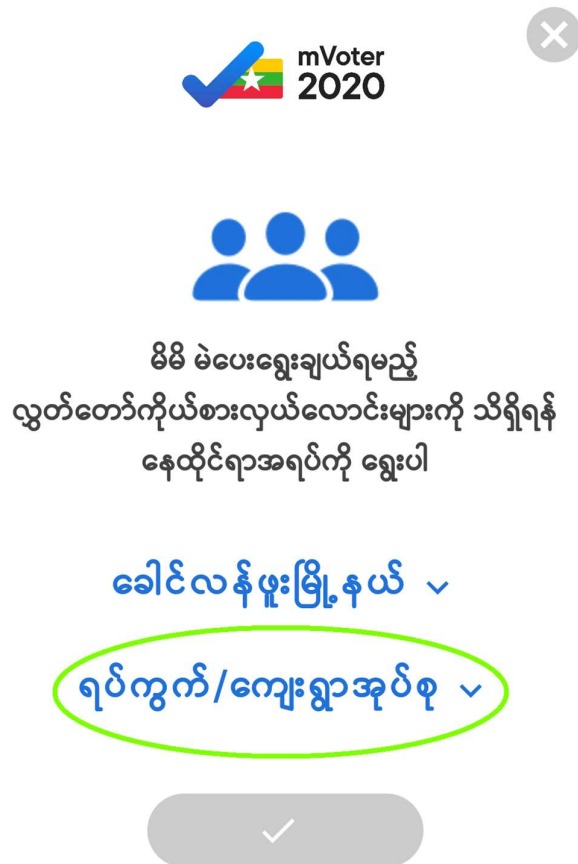 mVoter
2020
မိမိ မဲပေးရွေးချယ်ရမည့်
လွှတ်တော်ကိုယ်စားလှယ်လောင်းများကို သိရှိရန်
နေထိုင်ရာအရပ်ကို ရွေးပါ
ခေါင်လန်ဖူးမြို့နယ်
ရပ်ကွက်/ကျေးရွာအုပ်စု